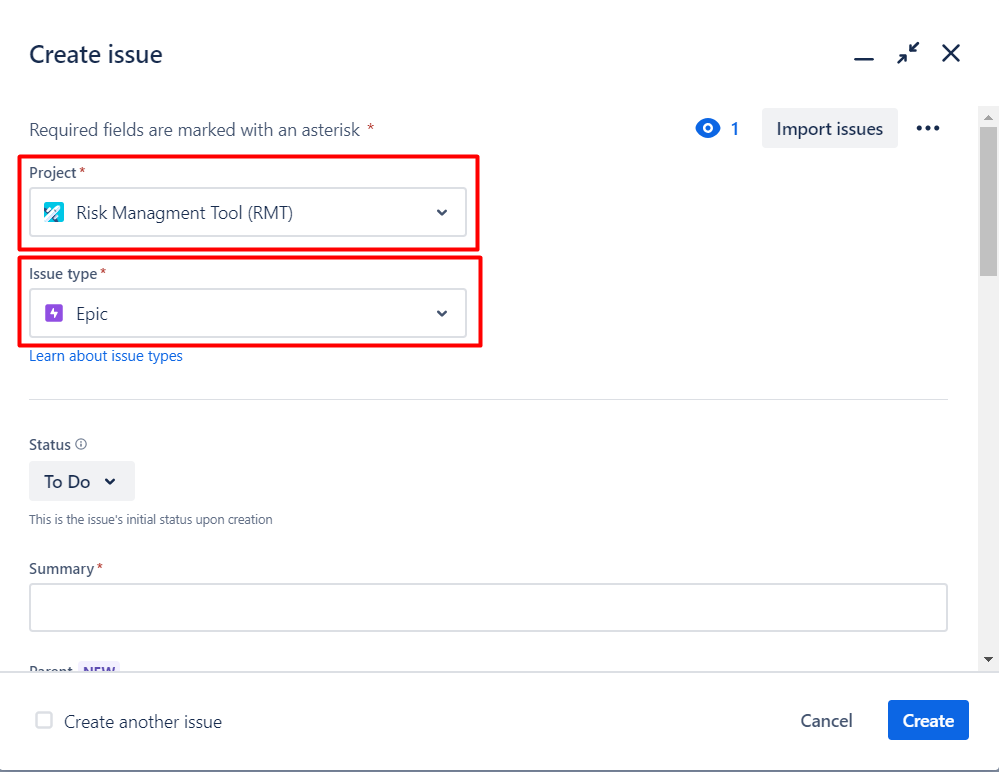 Create issue
Required fields are marked with an asterisk *
1
Import issues
Project *
Risk Managment Tool (RMT)
Issue type *
Epic
Learn about issue types
Status
To Do
This is the issue's initial status upon creation
Summary *
Parent NEW
Create another issue
Cancel
Create